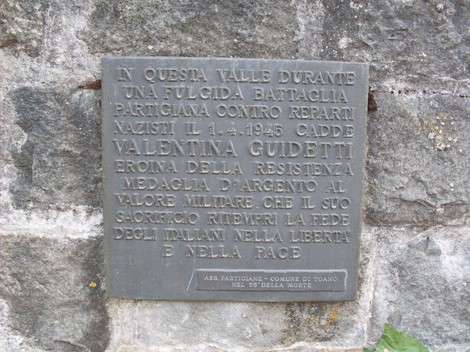 IN QUESTA VALLE DURANTE
UNA FULGIDA BATTAGLIA
PARTIGIANA CONTRO REPARTI
NAZISTI IL 1.4.1945 CADDE
VALENTINA GUIDETTI
EROINA DELLA RESISTENZA
MEDAGLIA D'ARGENTO AL
VALORE MILITARE. CHE IL SUO
SACRIFICIO RITEMPRI LA FEDE
DEGLI ITALIANI NELLA LIBERTA'
E NELLA PACE
ASS. PARTIGIANE - COMUNE DI TOANO
NEL DELLA MORTE